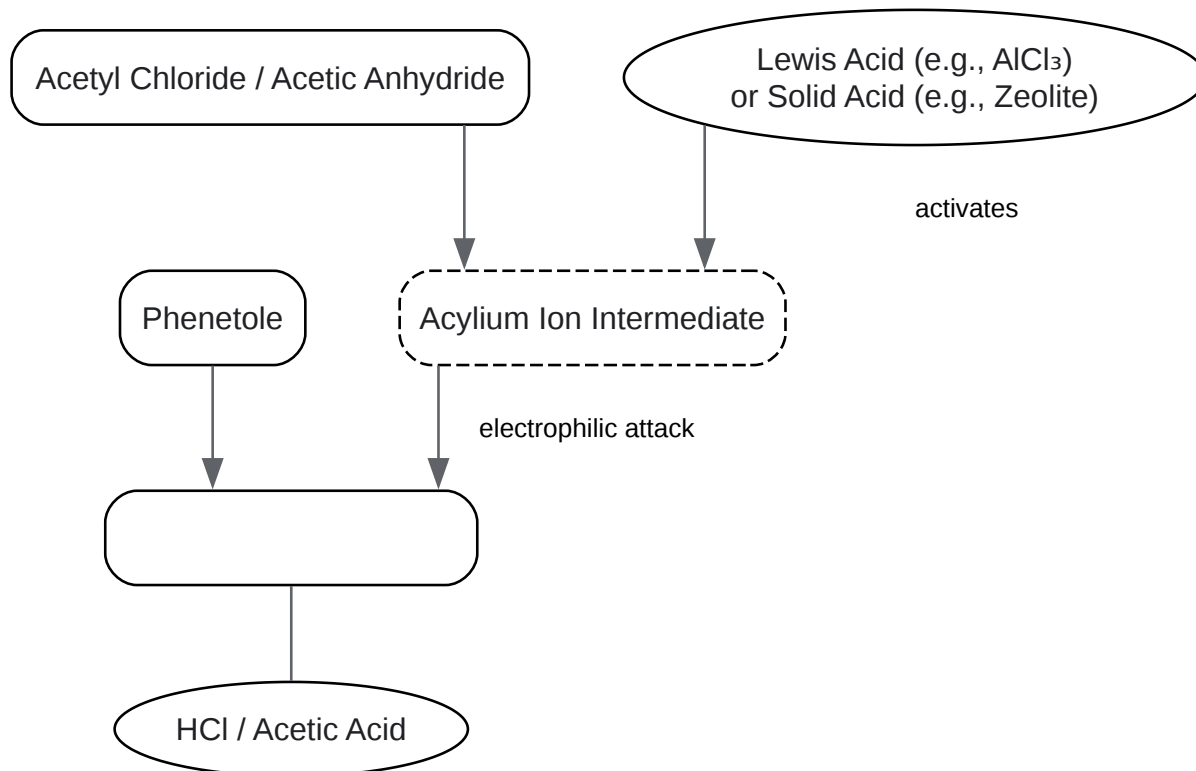 Acetyl Chloride / Acetic Anhydride
Lewis Acid (e.g., AlCl₃)
or Solid Acid (e.g., Zeolite)
activates
Phenetole
Acylium Ion Intermediate
electrophilic attack
HCl / Acetic Acid